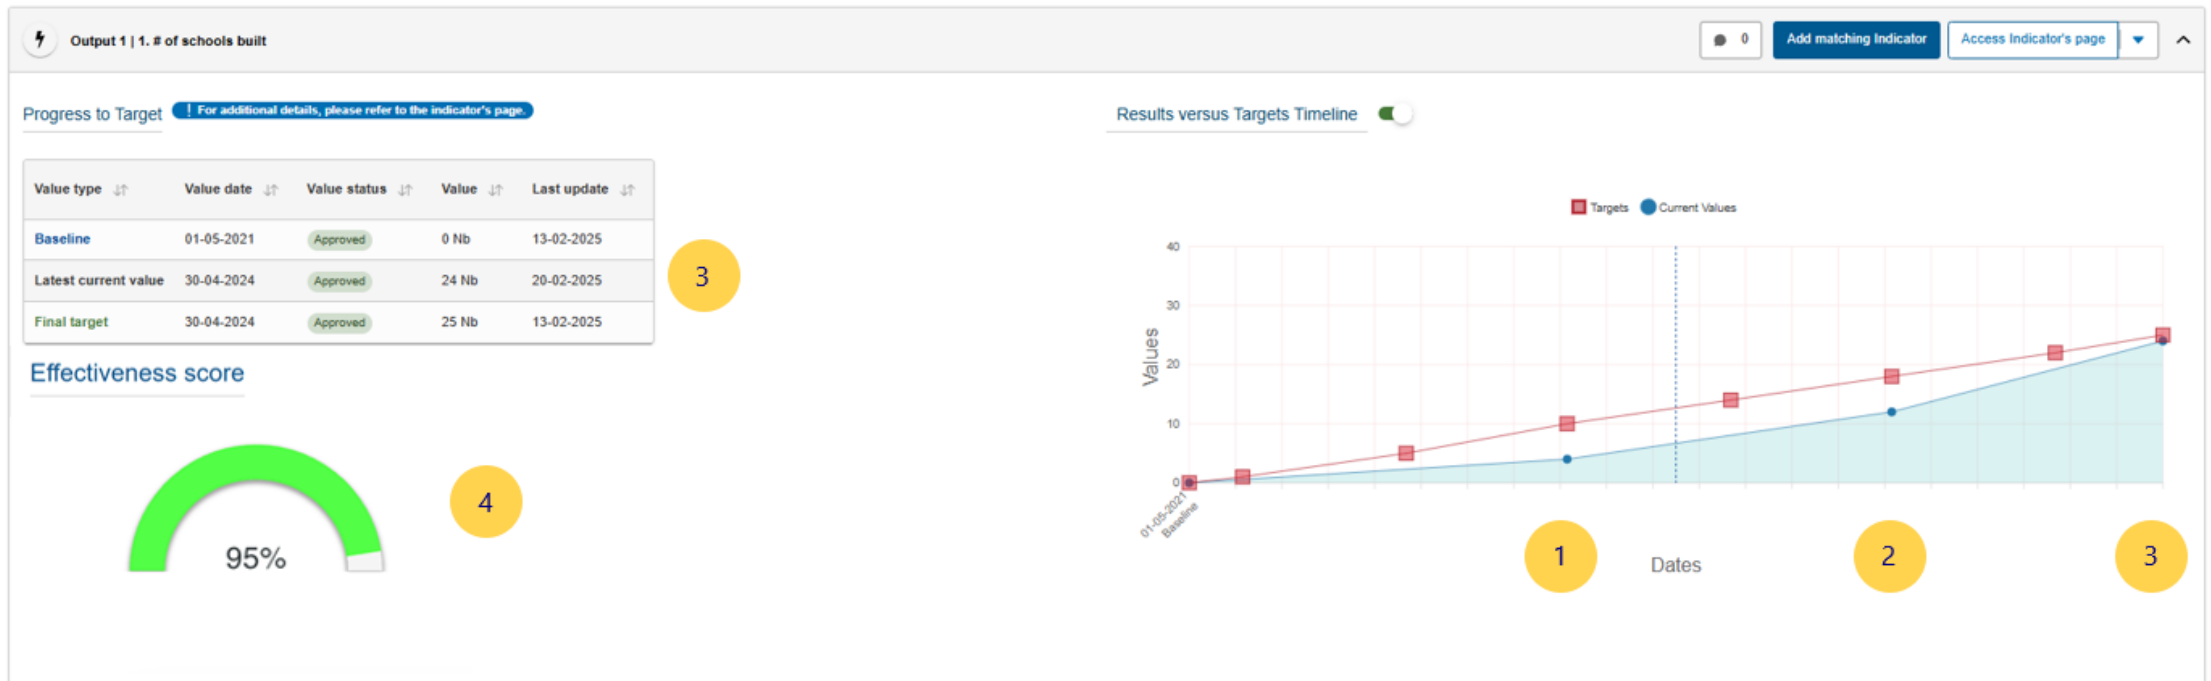 Output 1 | 1. # of schools built
0
Add matching Indicator
Access Indicator's page
Progress to Target
! For additional details, please refer to the indicator's page.
Results versus Targets Timeline
Value type Value date Value status Value Last update
Baseline 01-05-2021 Approved 0 Nb 13-02-2025
Latest current value 30-04-2024 Approved 24 Nb 20-02-2025
Final target 30-04-2024 Approved 25 Nb 13-02-2025
3
Effectiveness score
95%
4
Targets Current Values
Values
40
30
20
10
0
01-05-2021
Baseline
1
2
3
Dates